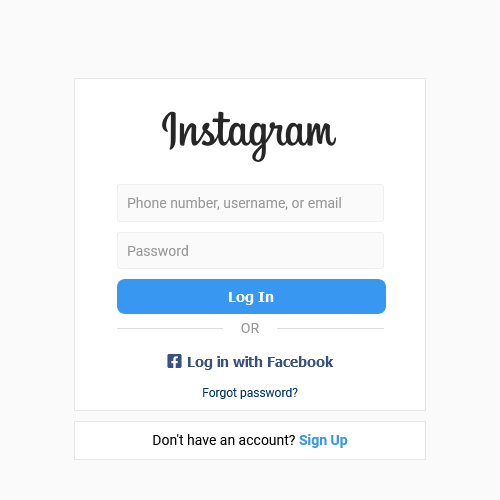 Instagram
Phone number, username, or email
Password
Log In
OR
Log in with Facebook
Forgot password?
Don't have an account? Sign Up